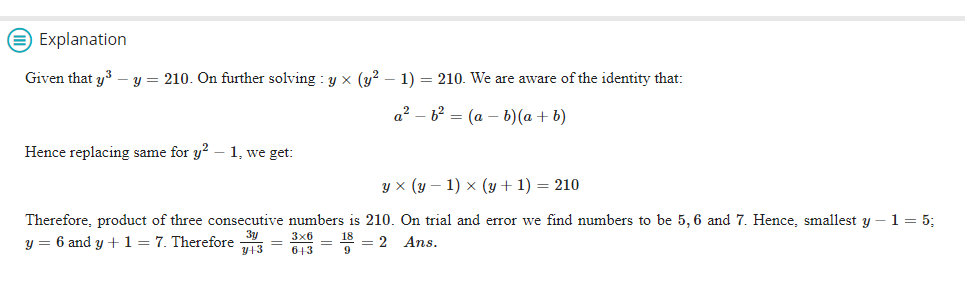 Explanation
Given that y³ – y = 210. On further solving : y × (y² – 1) = 210. We are aware of the identity that:
a² – b² = (a – b)(a + b)
Hence replacing same for y² – 1, we get:
y × (y – 1) × (y + 1) = 210
Therefore, product of three consecutive numbers is 210. On trial and error we find numbers to be 5, 6 and 7. Hence, smallest y – 1 = 5;
y = 6 and y + 1 = 7. Therefore 3y/y+3 = 3×6/6+3 = 18/9 = 2 Ans.